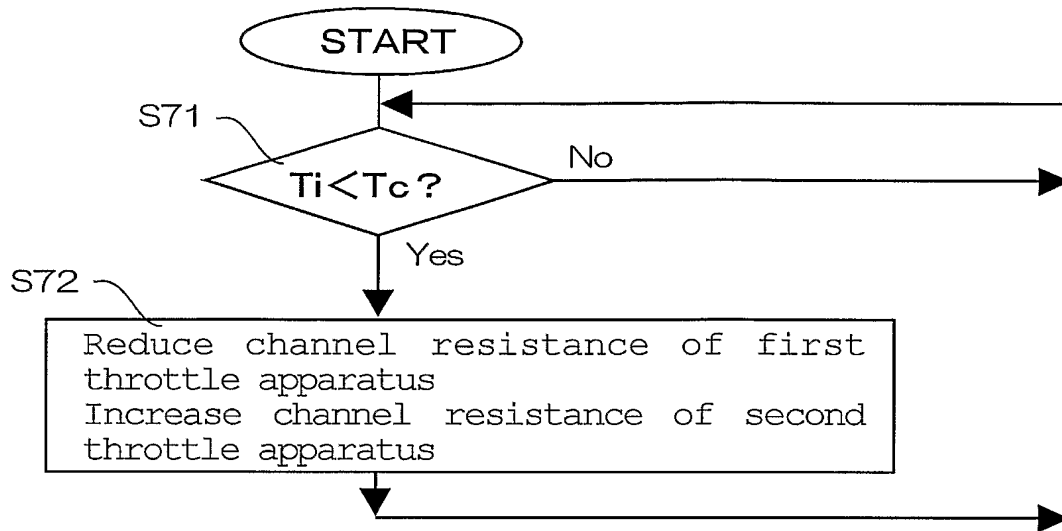 START
S71
Ti<Tc?
No
Yes
S72
Reduce channel resistance of first
throttle apparatus
Increase channel resistance of second
throttle apparatus